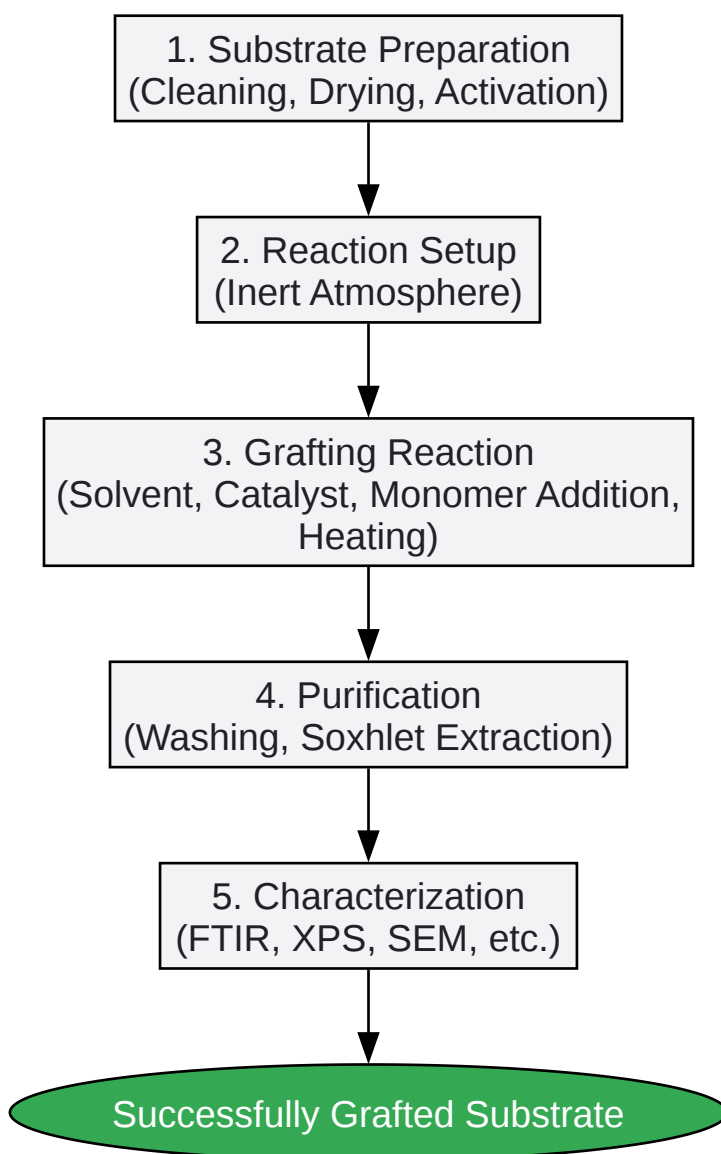 1. Substrate Preparation
(Cleaning, Drying, Activation)
2. Reaction Setup
(Inert Atmosphere)
3. Grafting Reaction
(Solvent, Catalyst, Monomer Addition,
Heating)
4. Purification
(Washing, Soxhlet Extraction)
5. Characterization
(FTIR, XPS, SEM, etc.)
Successfully Grafted Substrate